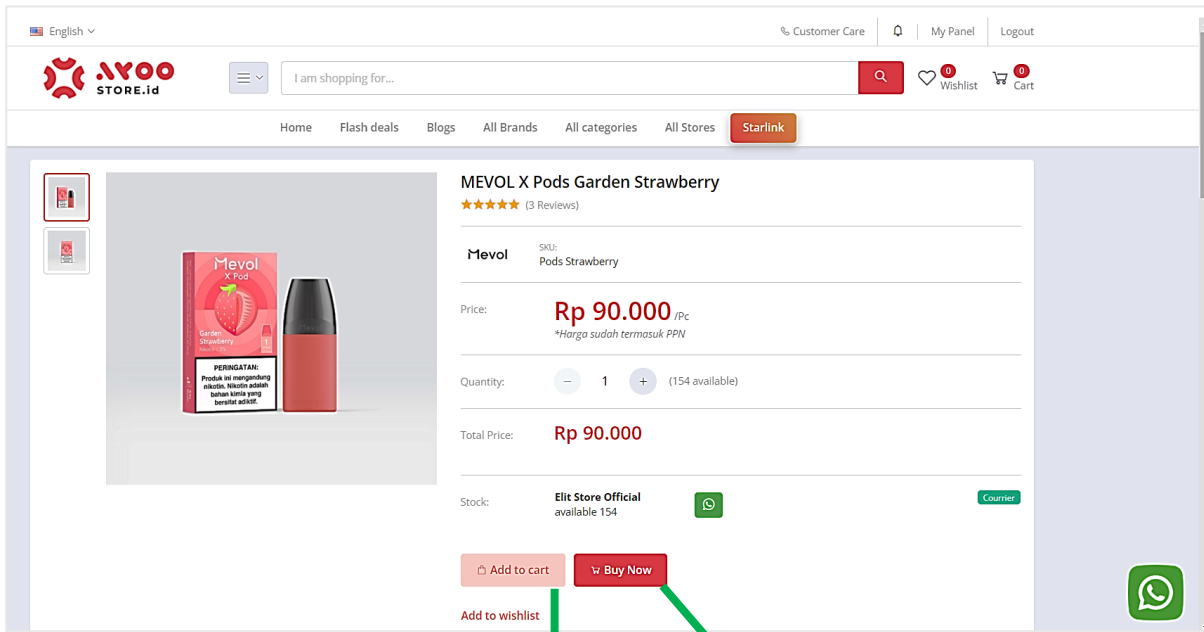 English
Customer Care
My Panel
Logout
AYOO
STORE.id
I am shopping for...
0
Wishlist
0
Cart
Home
Flash deals
Blogs
All Brands
All categories
All Stores
Starlink
MEVOL X Pods Garden Strawberry
(3 Reviews)
Mevol
SKU:
Pods Strawberry
Price:
Rp 90.000 /Pc
*Harga sudah termasuk PPN
Quantity:
− 1 + (154 available)
Total Price:
Rp 90.000
Stock:
Elit Store Official
available 154
Courrier
Add to cart
Buy Now
Add to wishlist
Mevol
X Pod
Garden
Strawberry
1
PERINGATAN:
Produk ini mengandung
nikotin. Nikotin adalah
bahan kimia yang
bersifat adiktif.